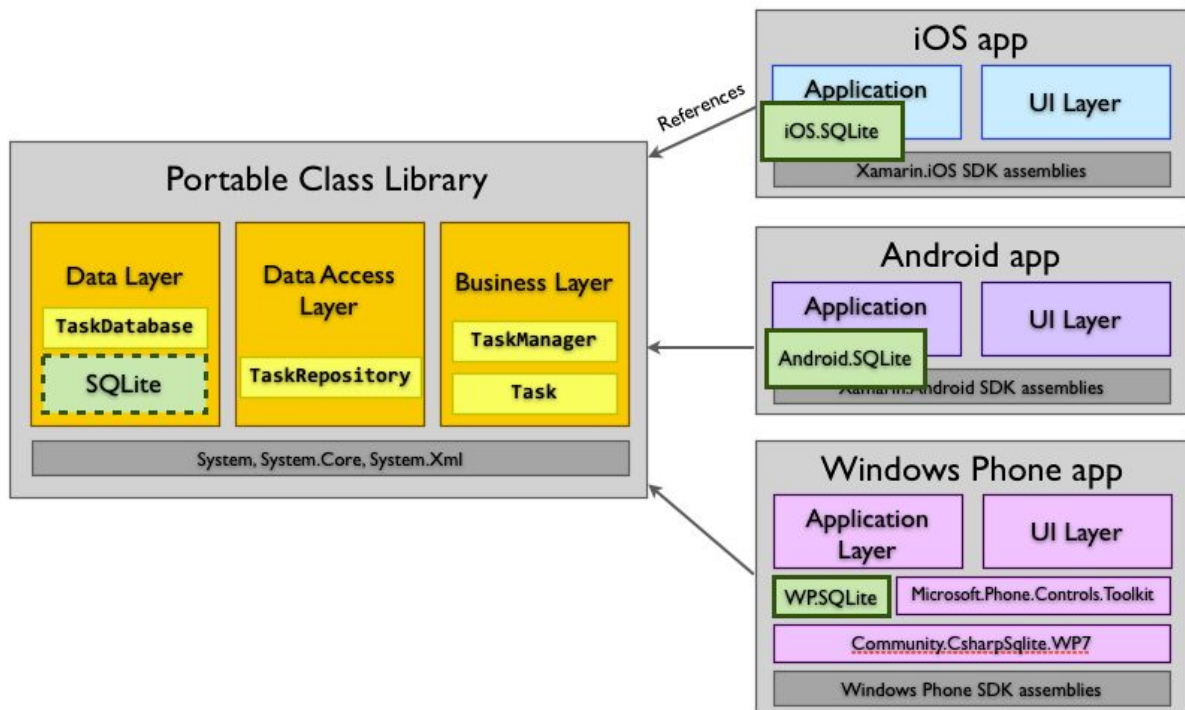 Portable Class Library
Data Layer
TaskDatabase
SQLite
Data Access
Layer
TaskRepository
Business Layer
TaskManager
Task
System, System.Core, System.Xml
References
iOS app
Application
iOS.SQLite
UI Layer
Xamarin.iOS SDK assemblies
Android app
Application
Android.SQLite
UI Layer
Xamarin.Android SDK assemblies
Windows Phone app
Application
Layer
UI Layer
WP.SQLite
Microsoft.Phone.Controls.Toolkit
Community.CsharpSqlite.WP7
Windows Phone SDK assemblies